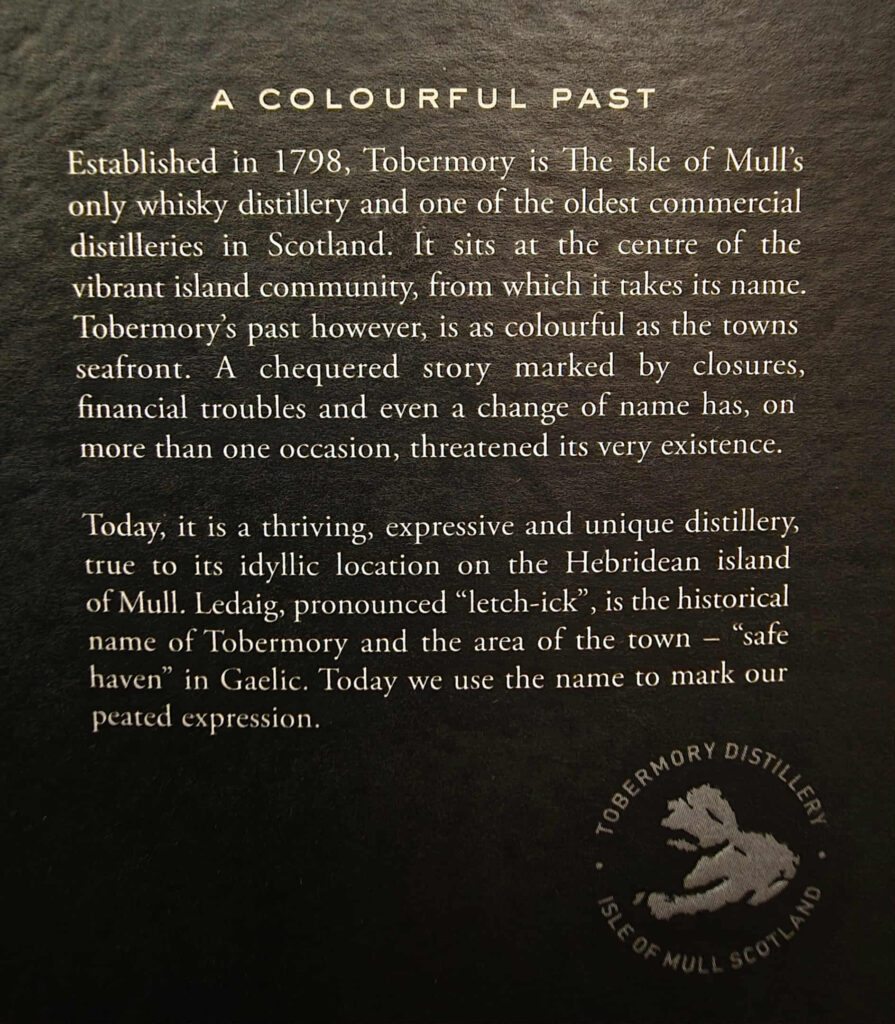 A COLOURFUL PAST
Established in 1798, Tobermory is The Isle of Mull's
only whisky distillery and one of the oldest commercial
distilleries in Scotland. It sits at the centre of the
vibrant island community, from which it takes its name.
Tobermory's past however, is as colourful as the towns
seafront. A chequered story marked by closures,
financial troubles and even a change of name has, on
more than one occasion, threatened its very existence.
Today, it is a thriving, expressive and unique distillery,
true to its idyllic location on the Hebridean island
of Mull. Ledaig, pronounced “letch-ick”, is the historical
name of Tobermory and the area of the town – “safe
haven” in Gaelic. Today we use the name to mark our
peated expression.
TOBERMORY DISTILLERY
ISLE OF MULL SCOTLAND